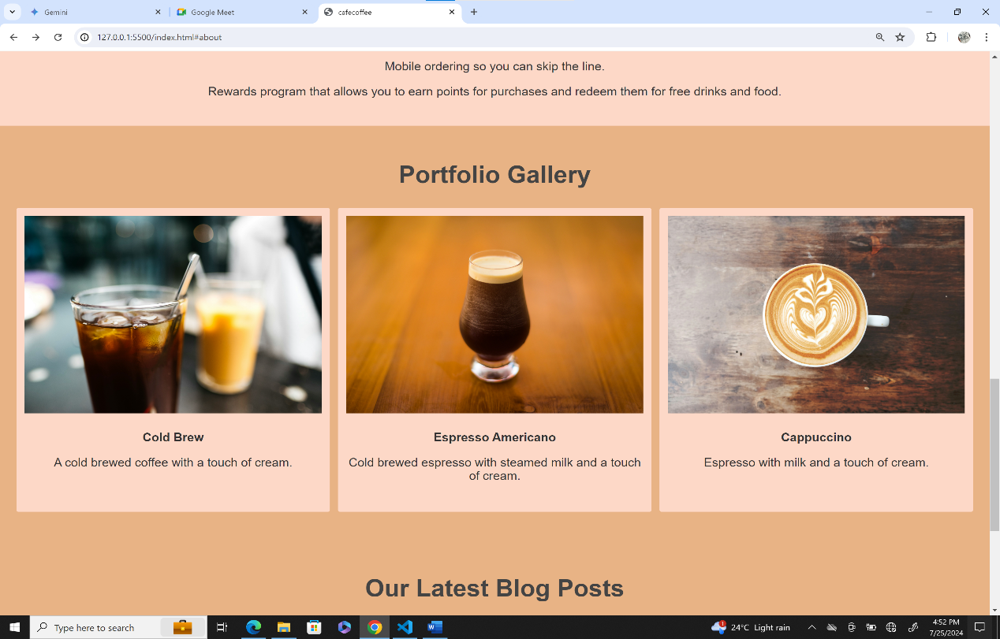 Gemini
Google Meet
cafecoffee
127.0.0.1:5500/index.html#about
Mobile ordering so you can skip the line.
Rewards program that allows you to earn points for purchases and redeem them for free drinks and food.
Portfolio Gallery
Cold Brew
A cold brewed coffee with a touch of cream.
Espresso Americano
Cold brewed espresso with steamed milk and a touch
of cream.
Cappuccino
Espresso with milk and a touch of cream.
Our Latest Blog Posts
Type here to search
1
24°C Light rain
4:52 PM
7/25/2024